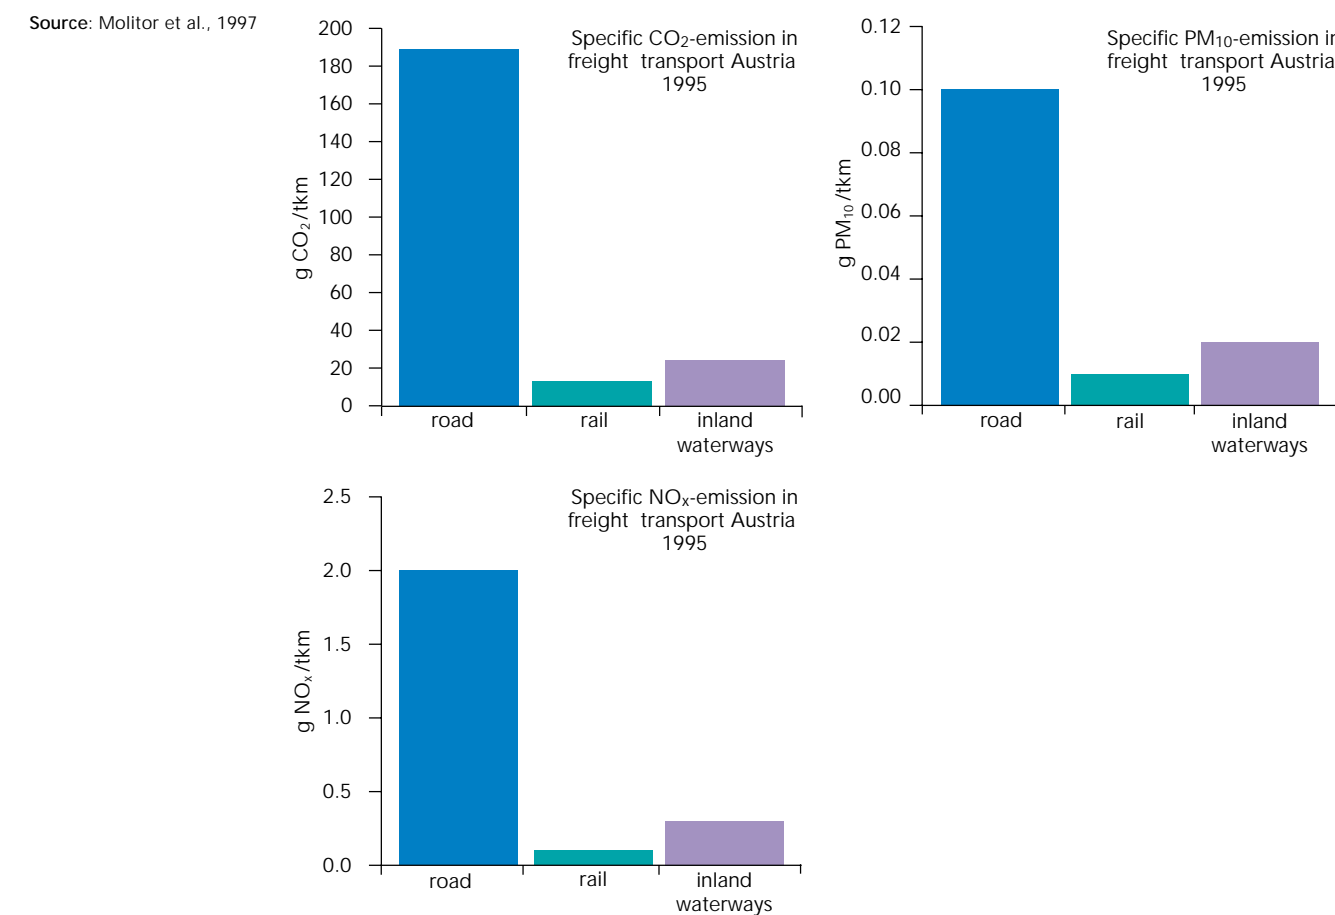 Source: Molitor et al., 1997
Specific CO2-emission in
freight transport Austria
1995
g CO2/tkm
200
180
160
140
120
100
80
60
40
20
0
road
rail
inland
waterways
Specific PM10-emission in
freight transport Austria
1995
g PM10/tkm
0.12
0.10
0.08
0.06
0.04
0.02
0.00
road
rail
inland
waterways
Specific NOx-emission in
freight transport Austria
1995
g NOx/tkm
2.5
2.0
1.5
1.0
0.5
0.0
road
rail
inland
waterways